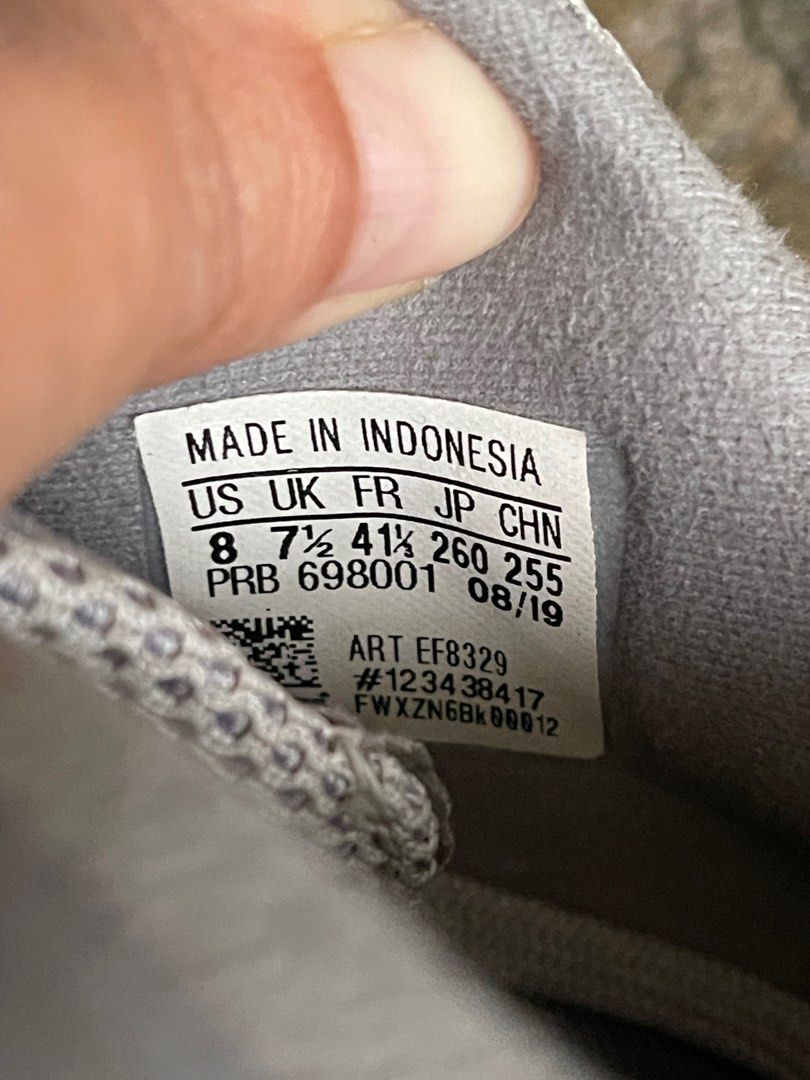 MADE IN INDONESIA
US UK FR JP CHN
8 7½ 41⅓ 260 255
PRB 698001 08/19
ART EF8329
#123438417
FWXZN6Bk00012